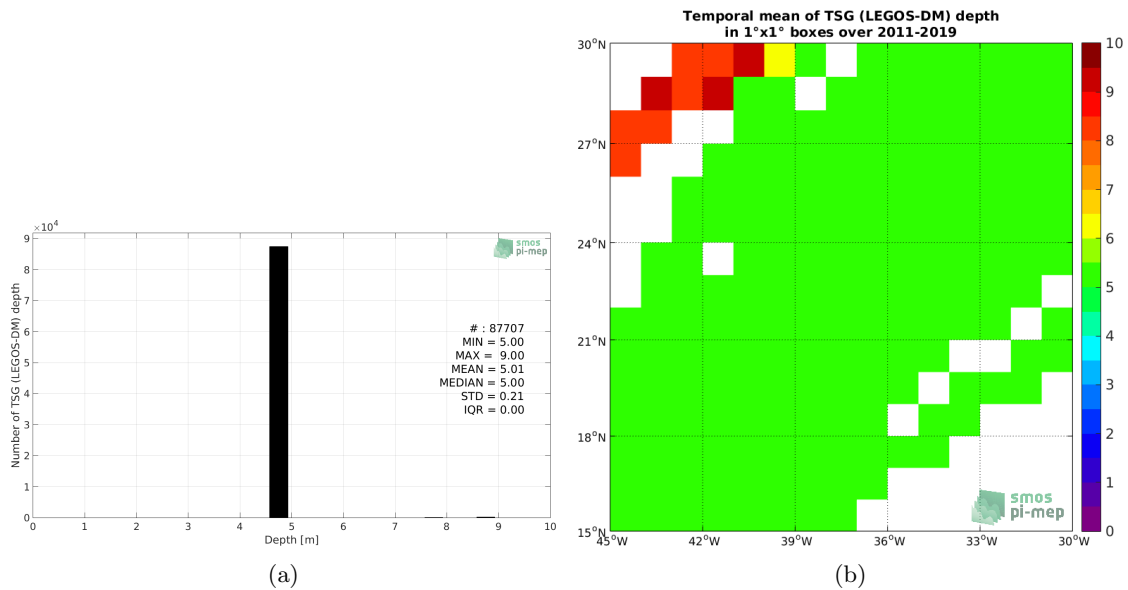 ×10⁴
9
8
7
6
5
4
3
2
1
0
Number of TSG (LEGOS-DM) depth
smos
pi-mep
# : 87707
MIN = 5.00
MAX = 9.00
MEAN = 5.01
MEDIAN = 5.00
STD = 0.21
IQR = 0.00
0 1 2 3 4 5 6 7 8 9 10
Depth [m]
(a)
Temporal mean of TSG (LEGOS-DM) depth
in 1°x1° boxes over 2011-2019
30°N
27°N
24°N
21°N
18°N
15°N
45°W 42°W 39°W 36°W 33°W 30°W
smos
pi-mep
10
9
8
7
6
5
4
3
2
1
0
(b)